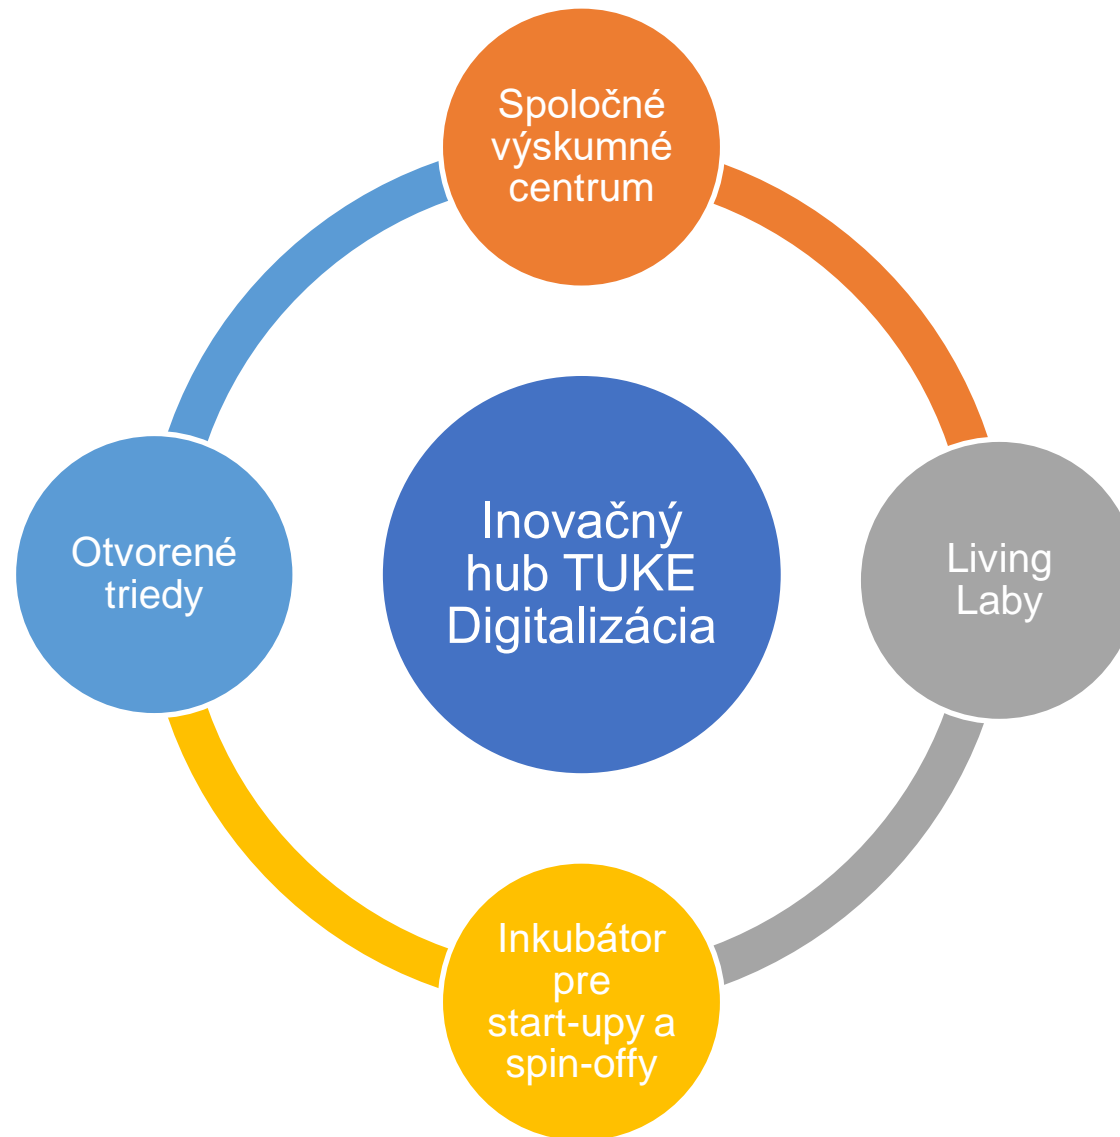 Spoločné
výskumné
centrum
Otvorené
triedy
Inovačný
hub TUKE
Digitalizácia
Living
Laby
Inkubátor
pre
start-upy a
spin-offy